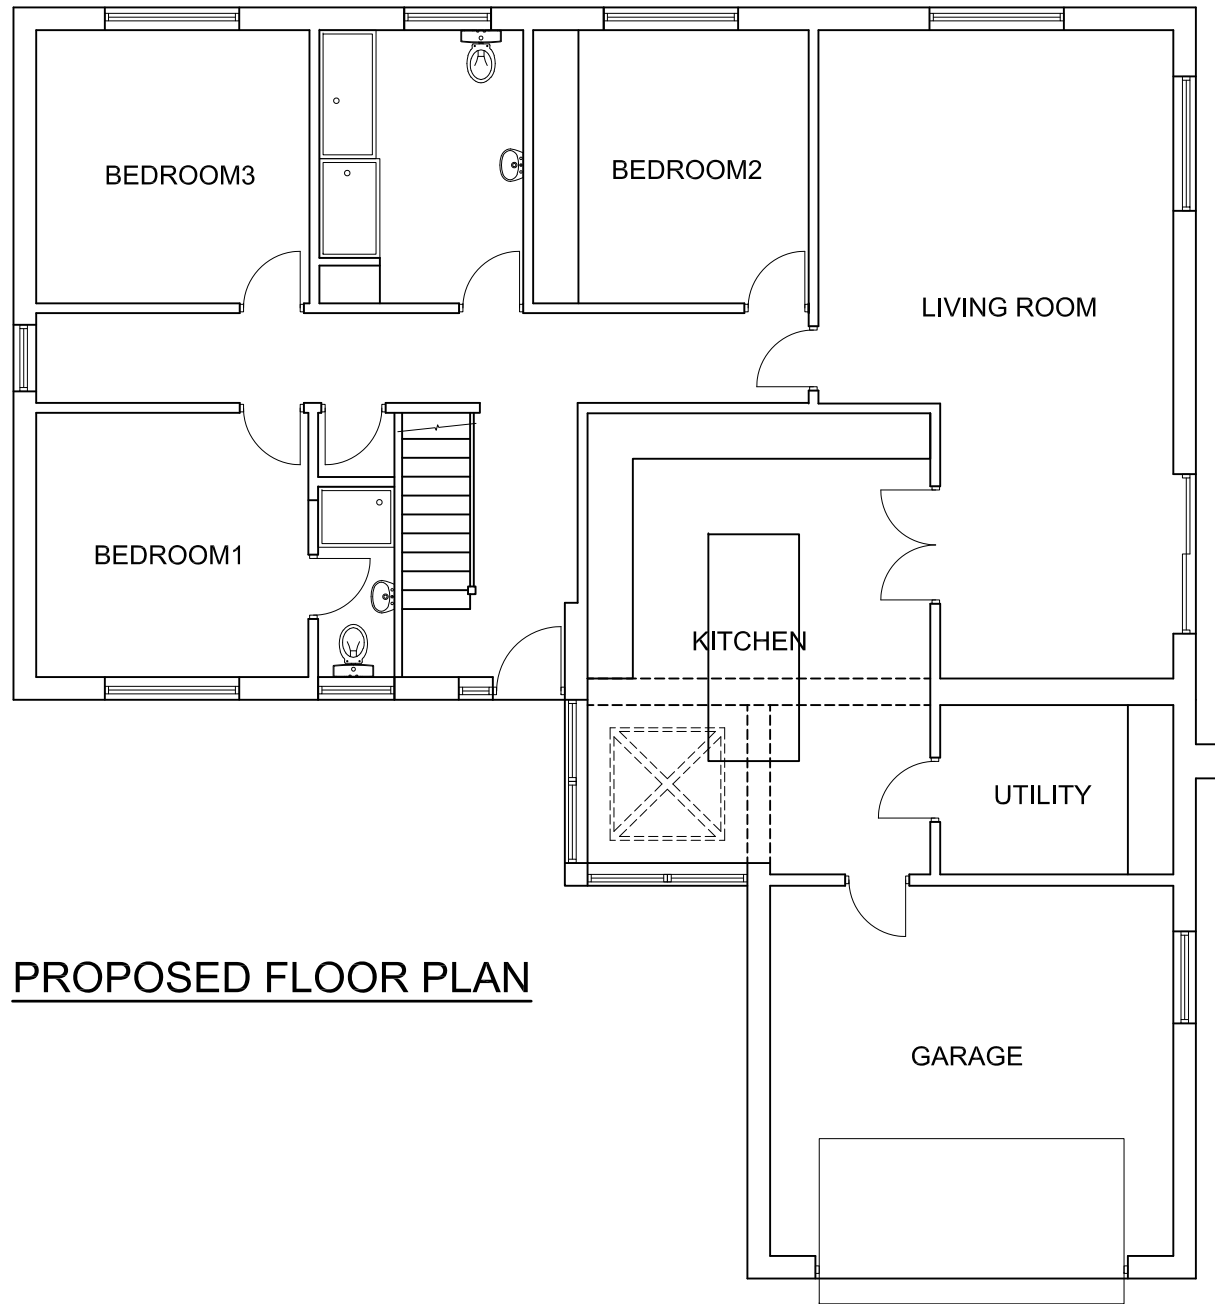 BEDROOM3
BEDROOM2
LIVING ROOM
BEDROOM1
KITCHEN
UTILITY
PROPOSED FLOOR PLAN
GARAGE